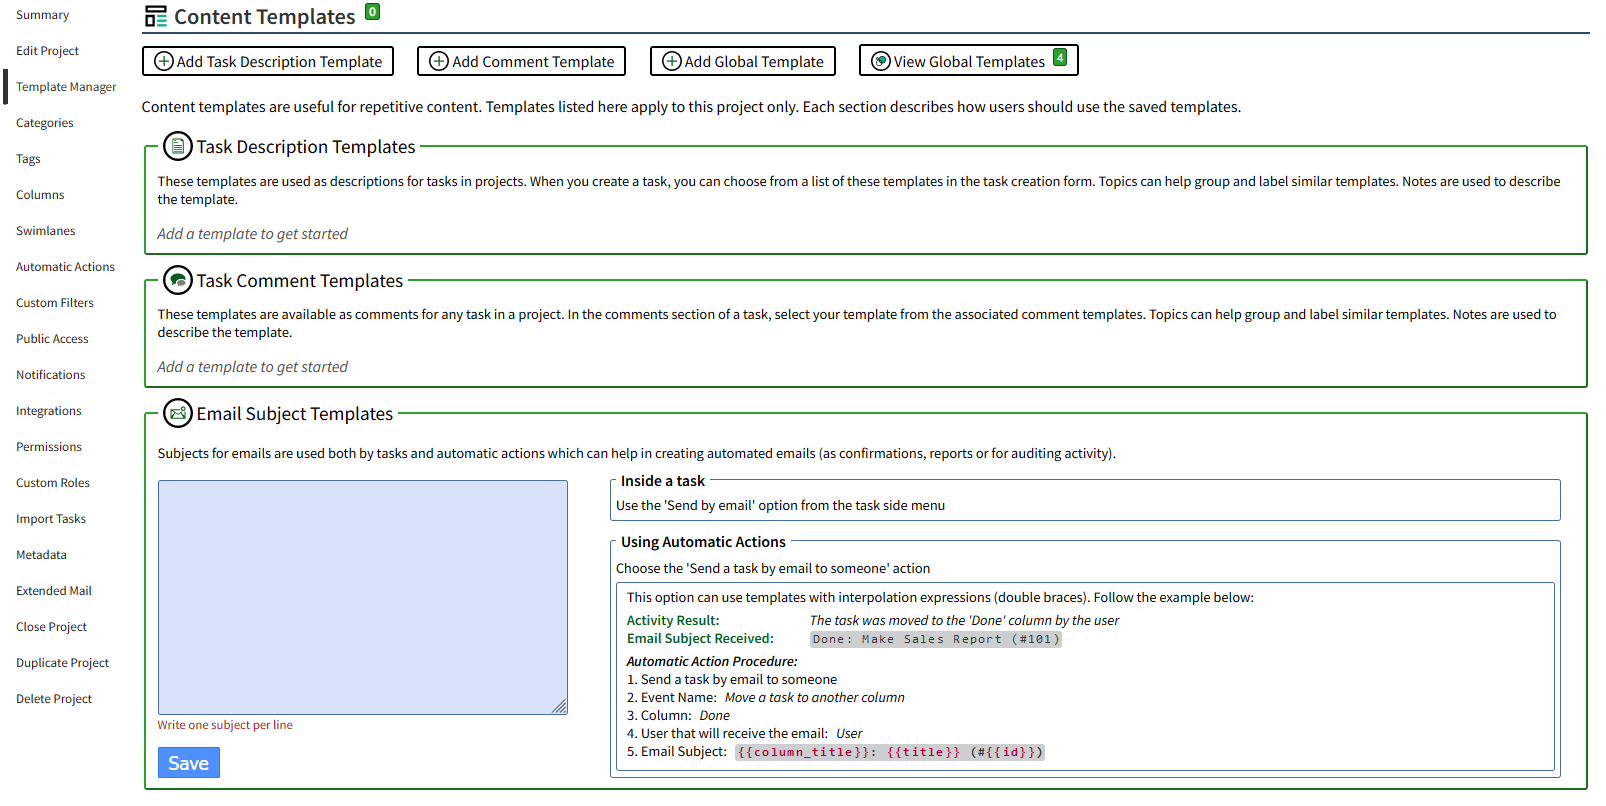 Summary
Edit Project
Template Manager
Categories
Tags
Columns
Swimlanes
Automatic Actions
Custom Filters
Public Access
Notifications
Integrations
Permissions
Custom Roles
Import Tasks
Metadata
Extended Mail
Close Project
Duplicate Project
Delete Project
Content Templates 0
Add Task Description Template
Add Comment Template
Add Global Template
View Global Templates 4
Content templates are useful for repetitive content. Templates listed here apply to this project only. Each section describes how users should use the saved templates.
Task Description Templates
These templates are used as descriptions for tasks in projects. When you create a task, you can choose from a list of these templates in the task creation form. Topics can help group and label similar templates. Notes are used to describe
the template.
Add a template to get started
Task Comment Templates
These templates are available as comments for any task in a project. In the comments section of a task, select your template from the associated comment templates. Topics can help group and label similar templates. Notes are used to
describe the template.
Add a template to get started
Email Subject Templates
Subjects for emails are used both by tasks and automatic actions which can help in creating automated emails (as confirmations, reports or for auditing activity).
Write one subject per line
Save
Inside a task
Use the 'Send by email' option from the task side menu
Using Automatic Actions
Choose the 'Send a task by email to someone' action
This option can use templates with interpolation expressions (double braces). Follow the example below:
Activity Result: The task was moved to the 'Done' column by the user
Email Subject Received: Done: Make Sales Report (#101)
Automatic Action Procedure:
1. Send a task by email to someone
2. Event Name: Move a task to another column
3. Column: Done
4. User that will receive the email: User
5. Email Subject: {{column_title}}: {{title}} (#{{id}})